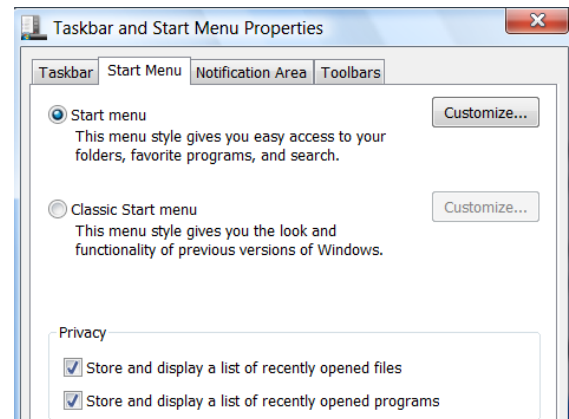 Taskbar and Start Menu Properties
Taskbar Start Menu Notification Area Toolbars
Start menu Customize...
This menu style gives you easy access to your
folders, favorite programs, and search.
Classic Start menu Customize...
This menu style gives you the look and
functionality of previous versions of Windows.
Privacy
Store and display a list of recently opened files
Store and display a list of recently opened programs